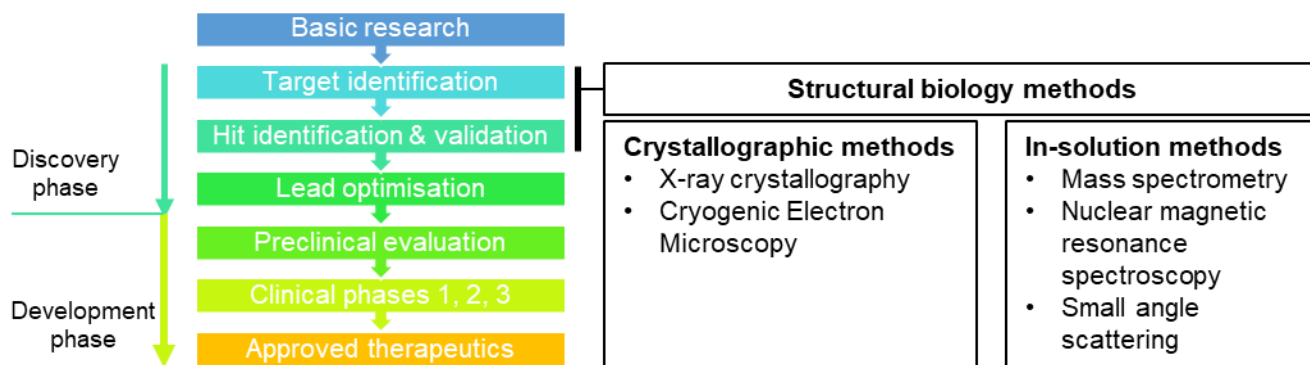 Basic research
Target identification
Hit identification & validation
Lead optimisation
Preclinical evaluation
Clinical phases 1, 2, 3
Approved therapeutics
Discovery
phase
Development
phase
Structural biology methods
Crystallographic methods
• X-ray crystallography
• Cryogenic Electron
Microscopy
In-solution methods
• Mass spectrometry
• Nuclear magnetic
resonance
spectroscopy
• Small angle
scattering